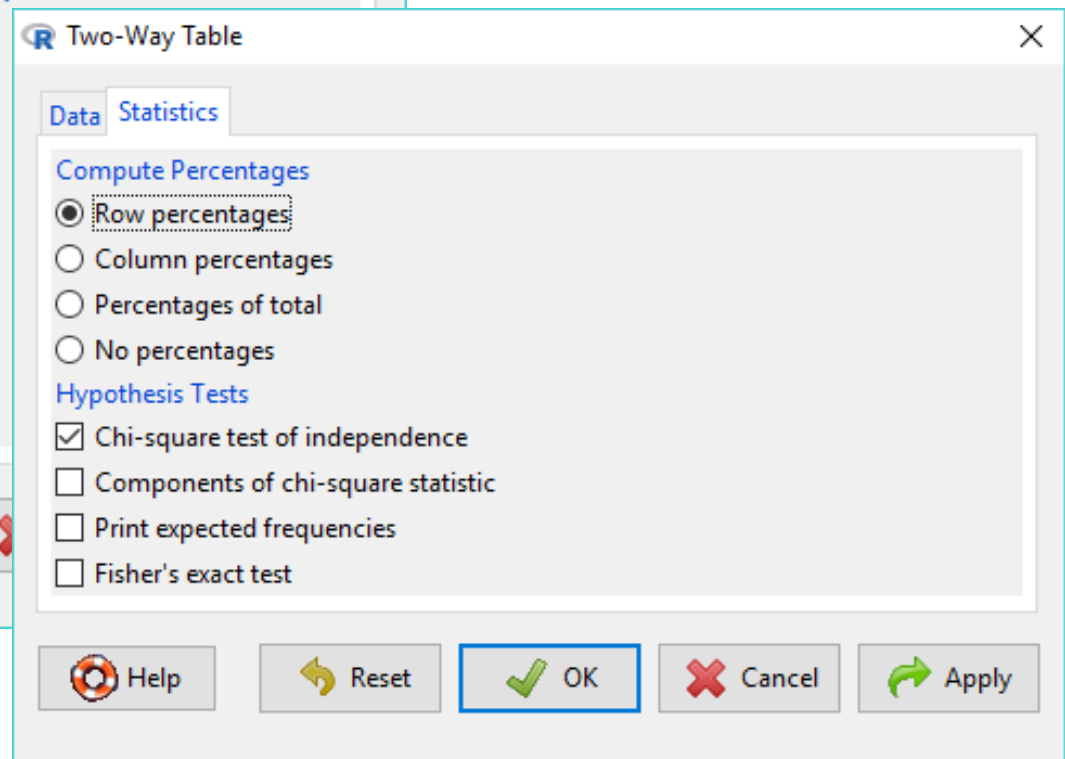 Two-Way Table
Data Statistics
Compute Percentages
Row percentages
Column percentages
Percentages of total
No percentages
Hypothesis Tests
Chi-square test of independence
Components of chi-square statistic
Print expected frequencies
Fisher's exact test
Help Reset OK Cancel Apply